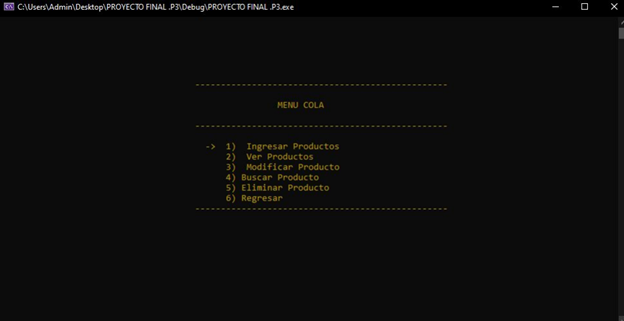 C:\Users\Admin\Desktop\PROYECTO FINAL .P3\Debug\PROYECTO FINAL .P3.exe
-------------------------------------------------
MENU COLA
-------------------------------------------------
-> 1)  Ingresar Productos
2)  Ver Productos
3)  Modificar Producto
4) Buscar Producto
5) Eliminar Producto
6) Regresar
-------------------------------------------------